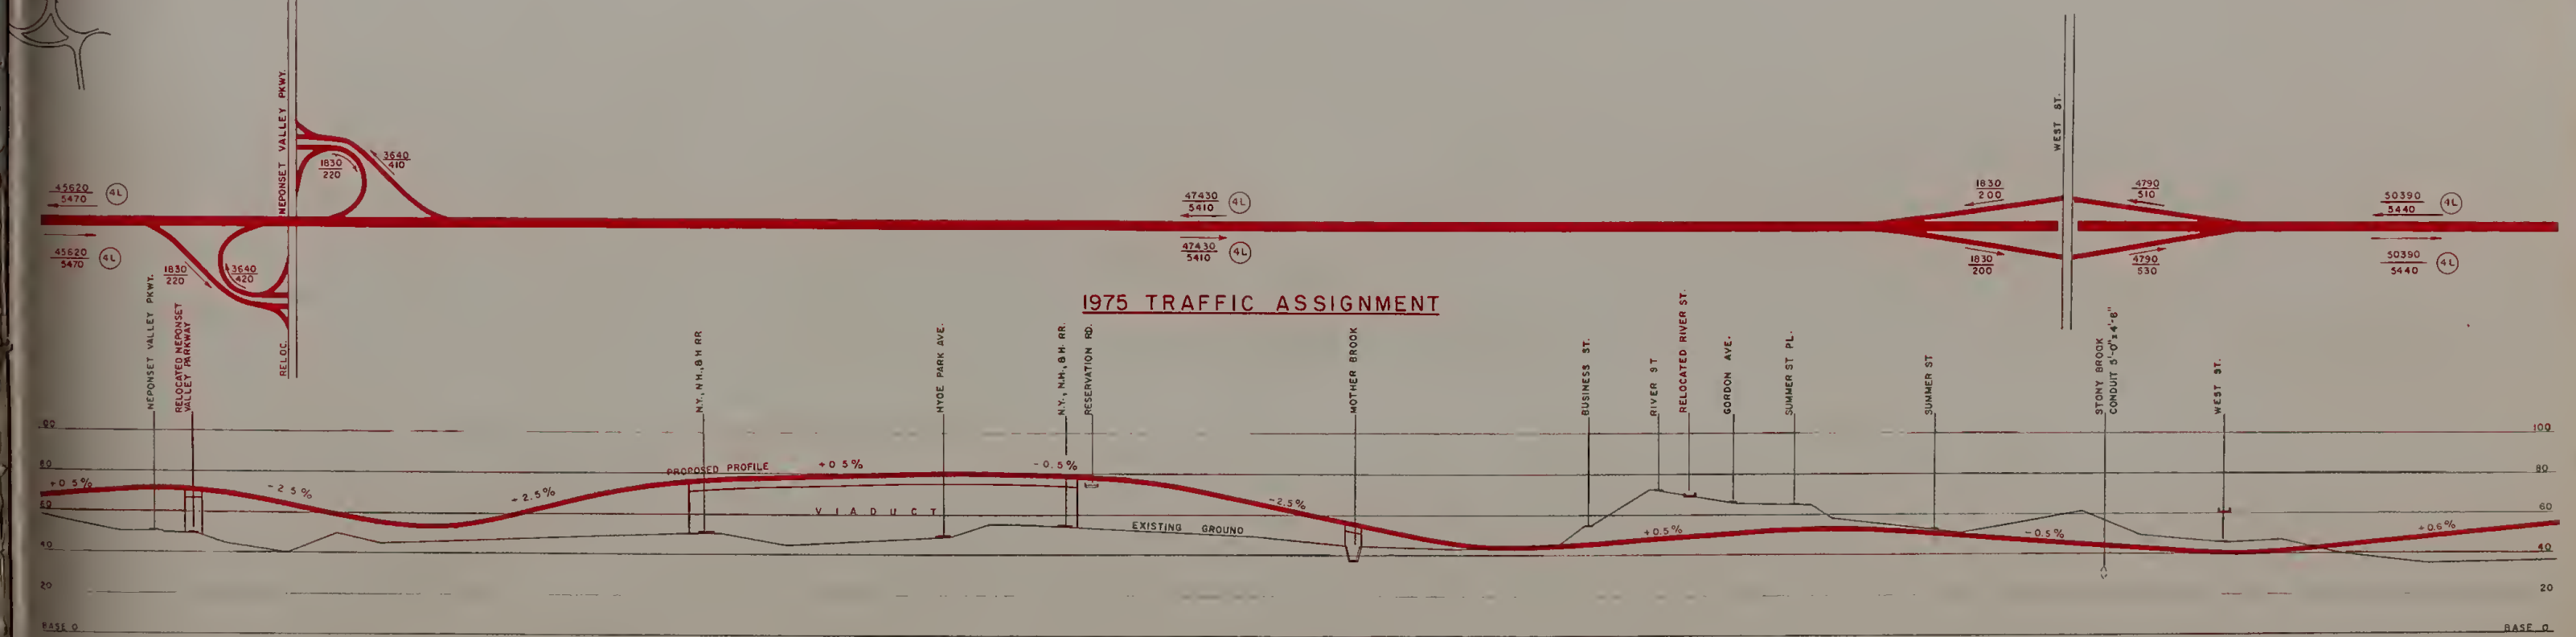 RELOC. NEPONSET VALLEY PKWY.
WEST ST.
3640
410
1830
220
45620
5470
4L
45620
5470
4L
1830
220
3640
420
47430
5410
4L
47430
5410
4L
1830
200
4790
510
1830
200
4790
530
50390
5440
4L
50390
5440
4L
1975 TRAFFIC ASSIGNMENT
NEPONSET VALLEY PKWY.
RELOCATED NEPONSET
VALLEY PARKWAY
N.Y., N.H., & H RR
HYDE PARK AVE.
N.Y., N.H., & H. RR.
RESERVATION RD.
MOTHER BROOK
BUSINESS ST.
RIVER ST
RELOCATED RIVER ST.
GORDON AVE.
SUMMER ST PL.
SUMMER ST
STONY BROOK
CONDUIT 5'-0" x 4'-6"
WEST ST.
100
80
60
40
20
BASE 0
+0.5%
-2.5%
-2.5%
PROPOSED PROFILE
+0.5%
-0.5%
VIADUCT
EXISTING GROUND
-2.5%
+0.5%
-0.5%
+0.6%
100
80
60
40
20
BASE 0